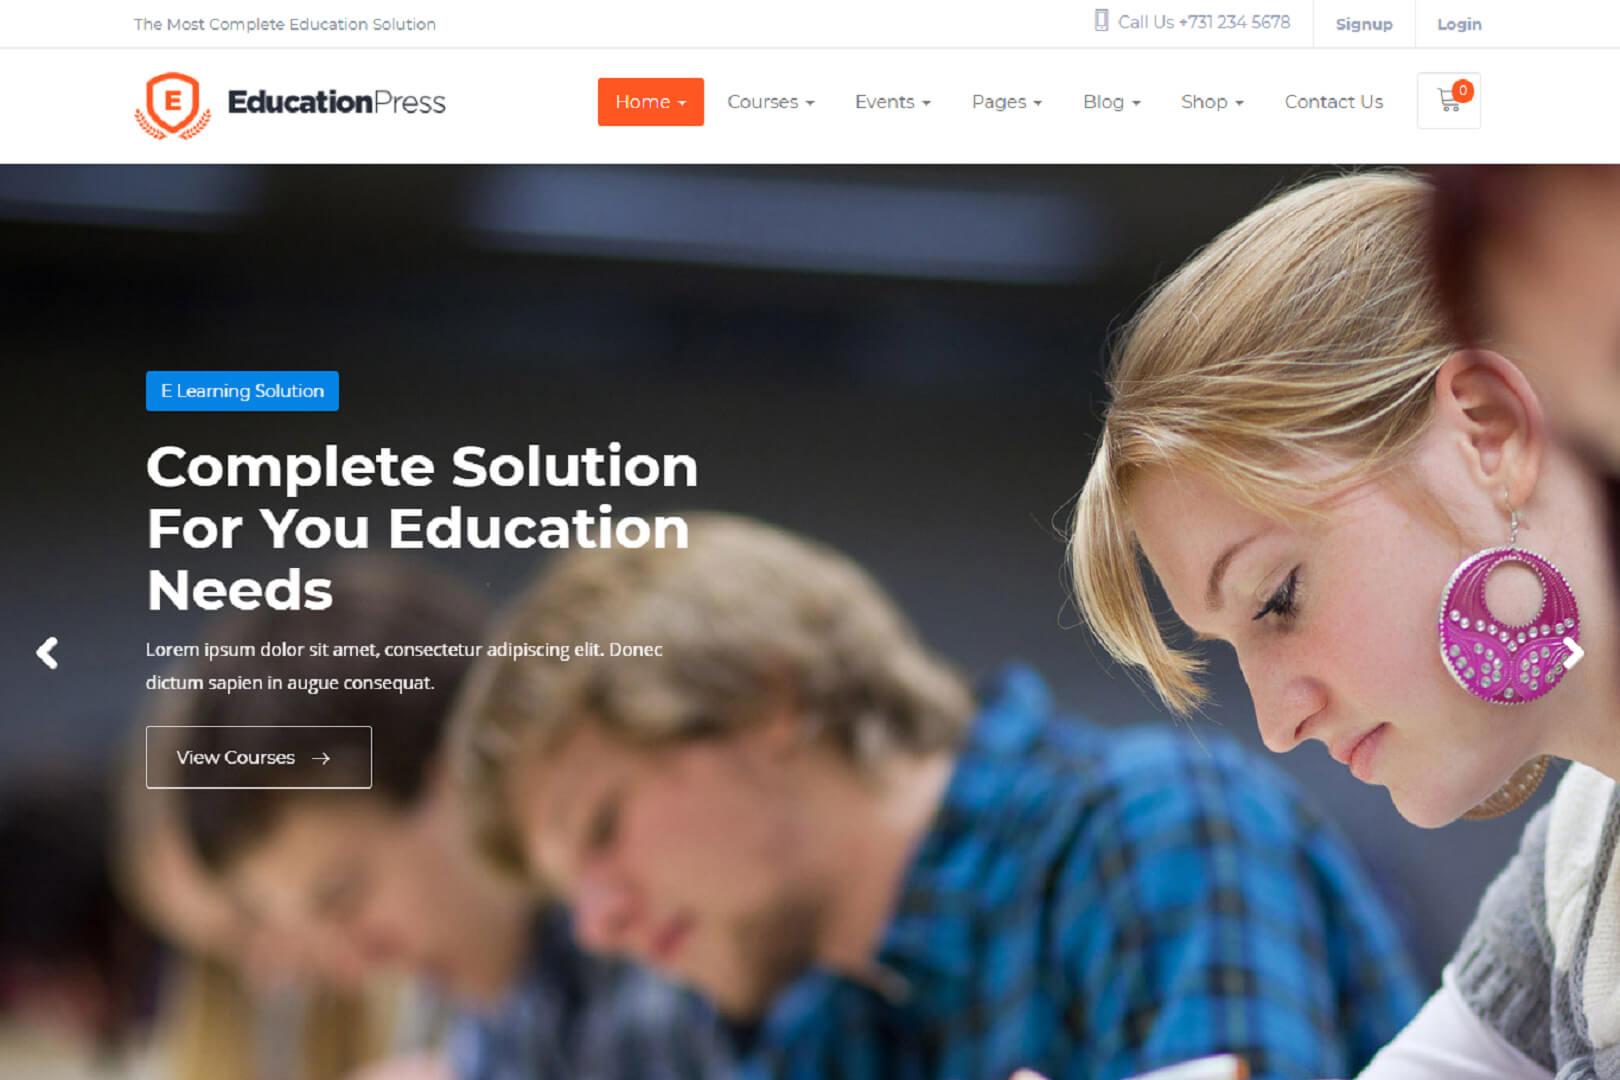 The Most Complete Education Solution
Call Us +731 234 5678
Signup
Login
E
EducationPress
Home
Courses
Events
Pages
Blog
Shop
Contact Us
0
E Learning Solution
Complete Solution
For You Education
Needs
Lorem ipsum dolor sit amet, consectetur adipiscing elit. Donec
dictum sapien in augue consequat.
View Courses →